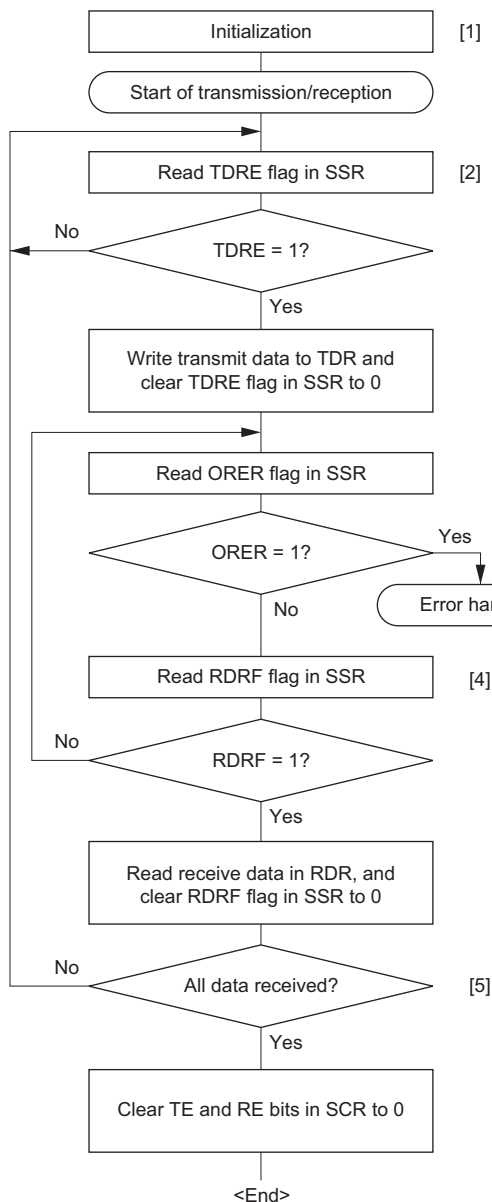 Initialization
[1]
Start of transmission/reception
Read TDRE flag in SSR
[2]
No
TDRE = 1?
Yes
Write transmit data to TDR and
clear TDRE flag in SSR to 0
Read ORER flag in SSR
ORER = 1?
Yes
No
Error
Read RDRF flag in SSR
[4]
No
RDRF = 1?
Yes
Read receive data in RDR, and
clear RDRF flag in SSR to 0
No
All data received?
[5]
Yes
Clear TE and RE bits in SCR to 0
<End>